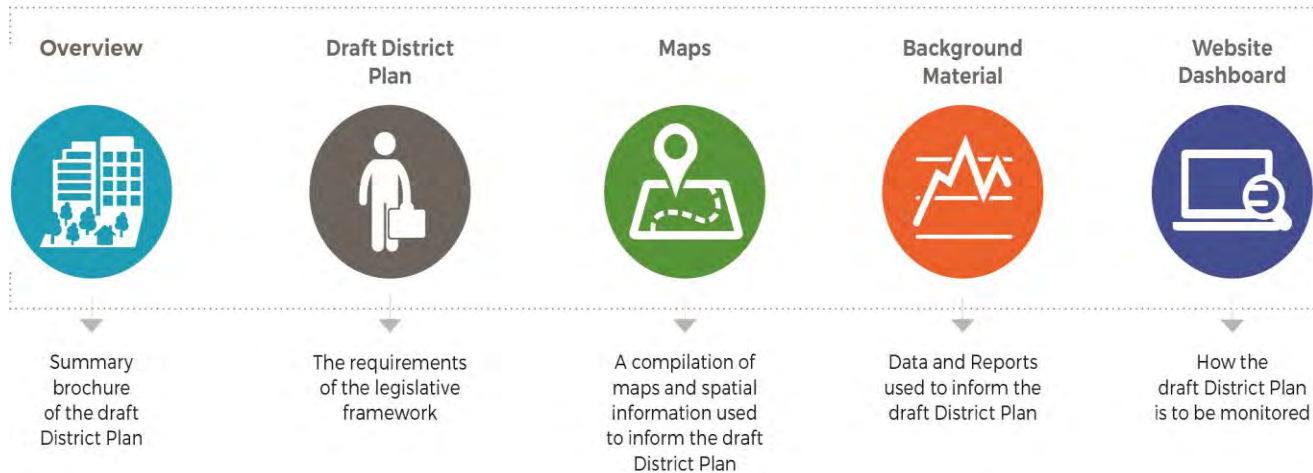 Overview
Draft District
Plan
Maps
Background
Material
Website
Dashboard
Summary
brochure
of the draft
District Plan
The requirements
of the legislative
framework
A compilation of
maps and spatial
information used
to inform the draft
District Plan
Data and Reports
used to inform the
draft District Plan
How the
draft District Plan
is to be monitored